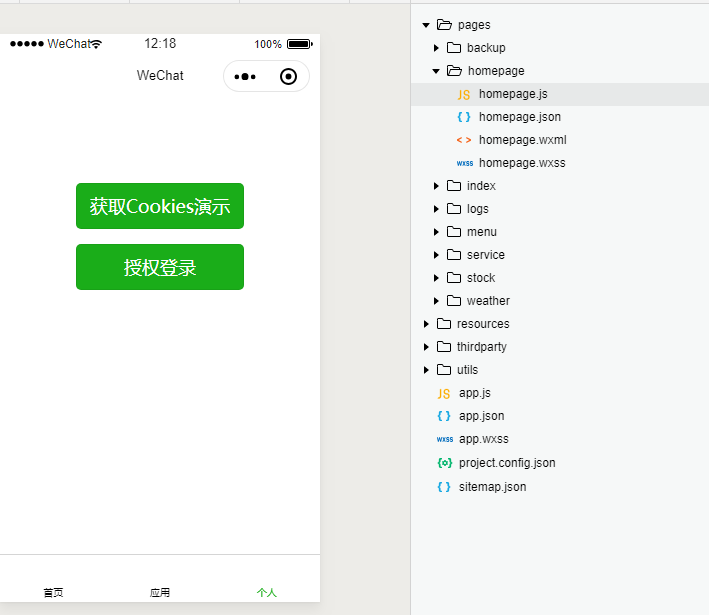 WeChat 12:18 100%
WeChat
获取Cookies演示
授权登录
首页 应用 个人
pages
backup
homepage
JS homepage.js
{ } homepage.json
< > homepage.wxml
wxss homepage.wxss
index
logs
menu
service
stock
weather
resources
thirdparty
utils
JS app.js
{ } app.json
wxss app.wxss
{o} project.config.json
{ } sitemap.json